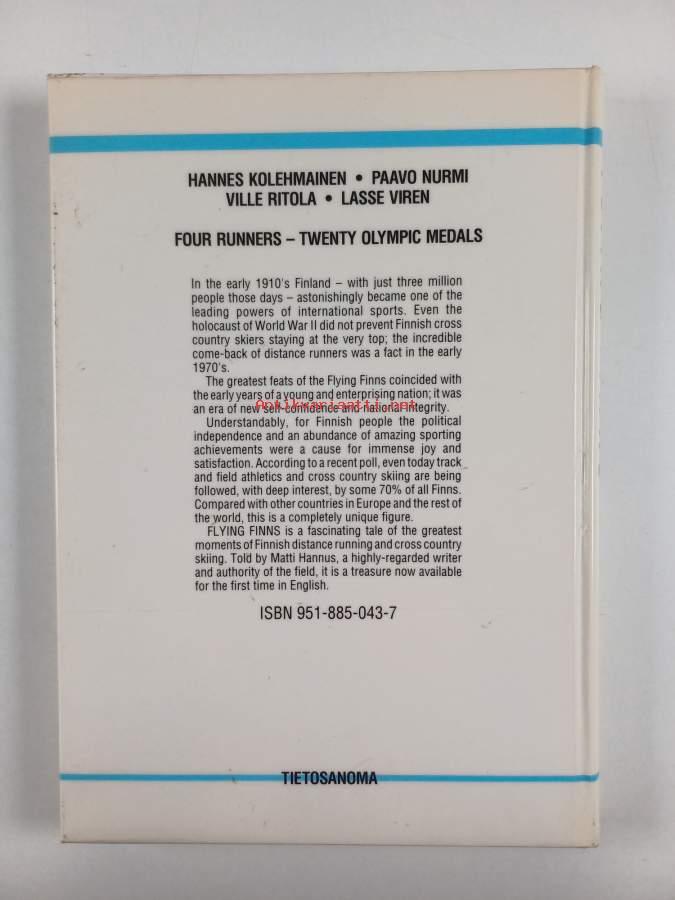 HANNES KOLEHMAINEN • PAAVO NURMI
VILLE RITOLA • LASSE VIREN
FOUR RUNNERS – TWENTY OLYMPIC MEDALS
In the early 1910's Finland – with just three million
people those days – astonishingly became one of the
leading powers of international sports. Even the
holocaust of World War II did not prevent Finnish cross
country skiers staying at the very top; the incredible
come-back of distance runners was a fact in the early
1970's.
The greatest feats of the Flying Finns coincided with
the early years of a young and enterprising nation; it was
an era of new self-confidence and national integrity.
Antikvariaatti.net
Understandably, for Finnish people the political
independence and an abundance of amazing sporting
achievements were a cause for immense joy and
satisfaction. According to a recent poll, even today track
and field athletics and cross country skiing are being
followed, with deep interest, by some 70% of all Finns.
Compared with other countries in Europe and the rest of
the world, this is a completely unique figure.
FLYING FINNS is a fascinating tale of the greatest
moments of Finnish distance running and cross country
skiing. Told by Matti Hannus, a highly-regarded writer
and authority of the field, it is a treasure now available
for the first time in English.
ISBN 951-885-043-7
TIETOSANOMA